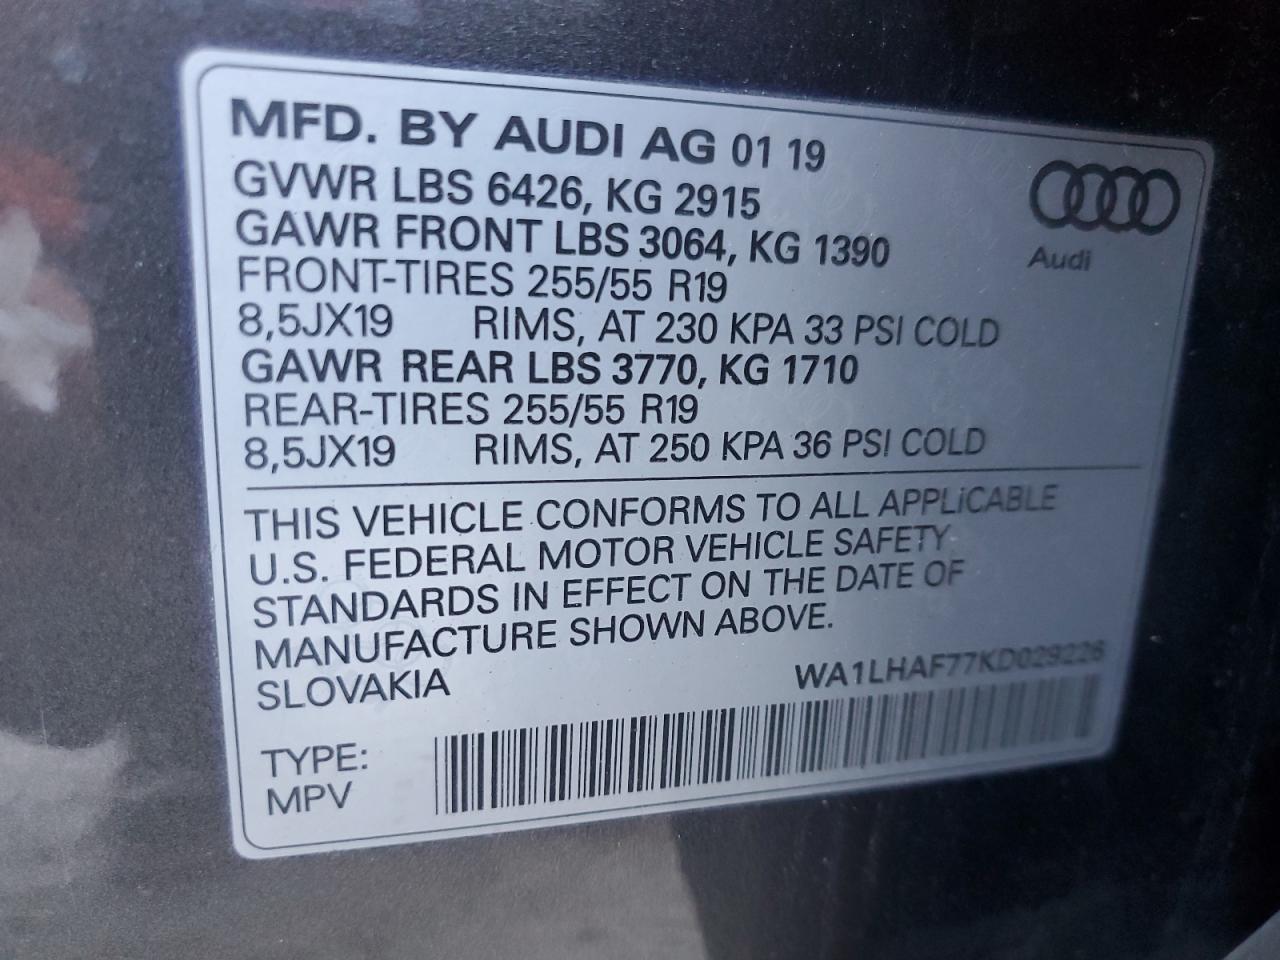 MFD. BY AUDI AG 01 19
GVWR LBS 6426, KG 2915
GAWR FRONT LBS 3064, KG 1390
FRONT-TIRES 255/55 R19
8,5JX19 RIMS, AT 230 KPA 33 PSI COLD
GAWR REAR LBS 3770, KG 1710
REAR-TIRES 255/55 R19
8,5JX19 RIMS, AT 250 KPA 36 PSI COLD
Audi
THIS VEHICLE CONFORMS TO ALL APPLiCABLE
U.S. FEDERAL MOTOR VEHICLE SAFETY
STANDARDS IN EFFECT ON THE DATE OF
MANUFACTURE SHOWN ABOVE.
SLOVAKIA
WA1LHAF77KD029226
TYPE:
MPV